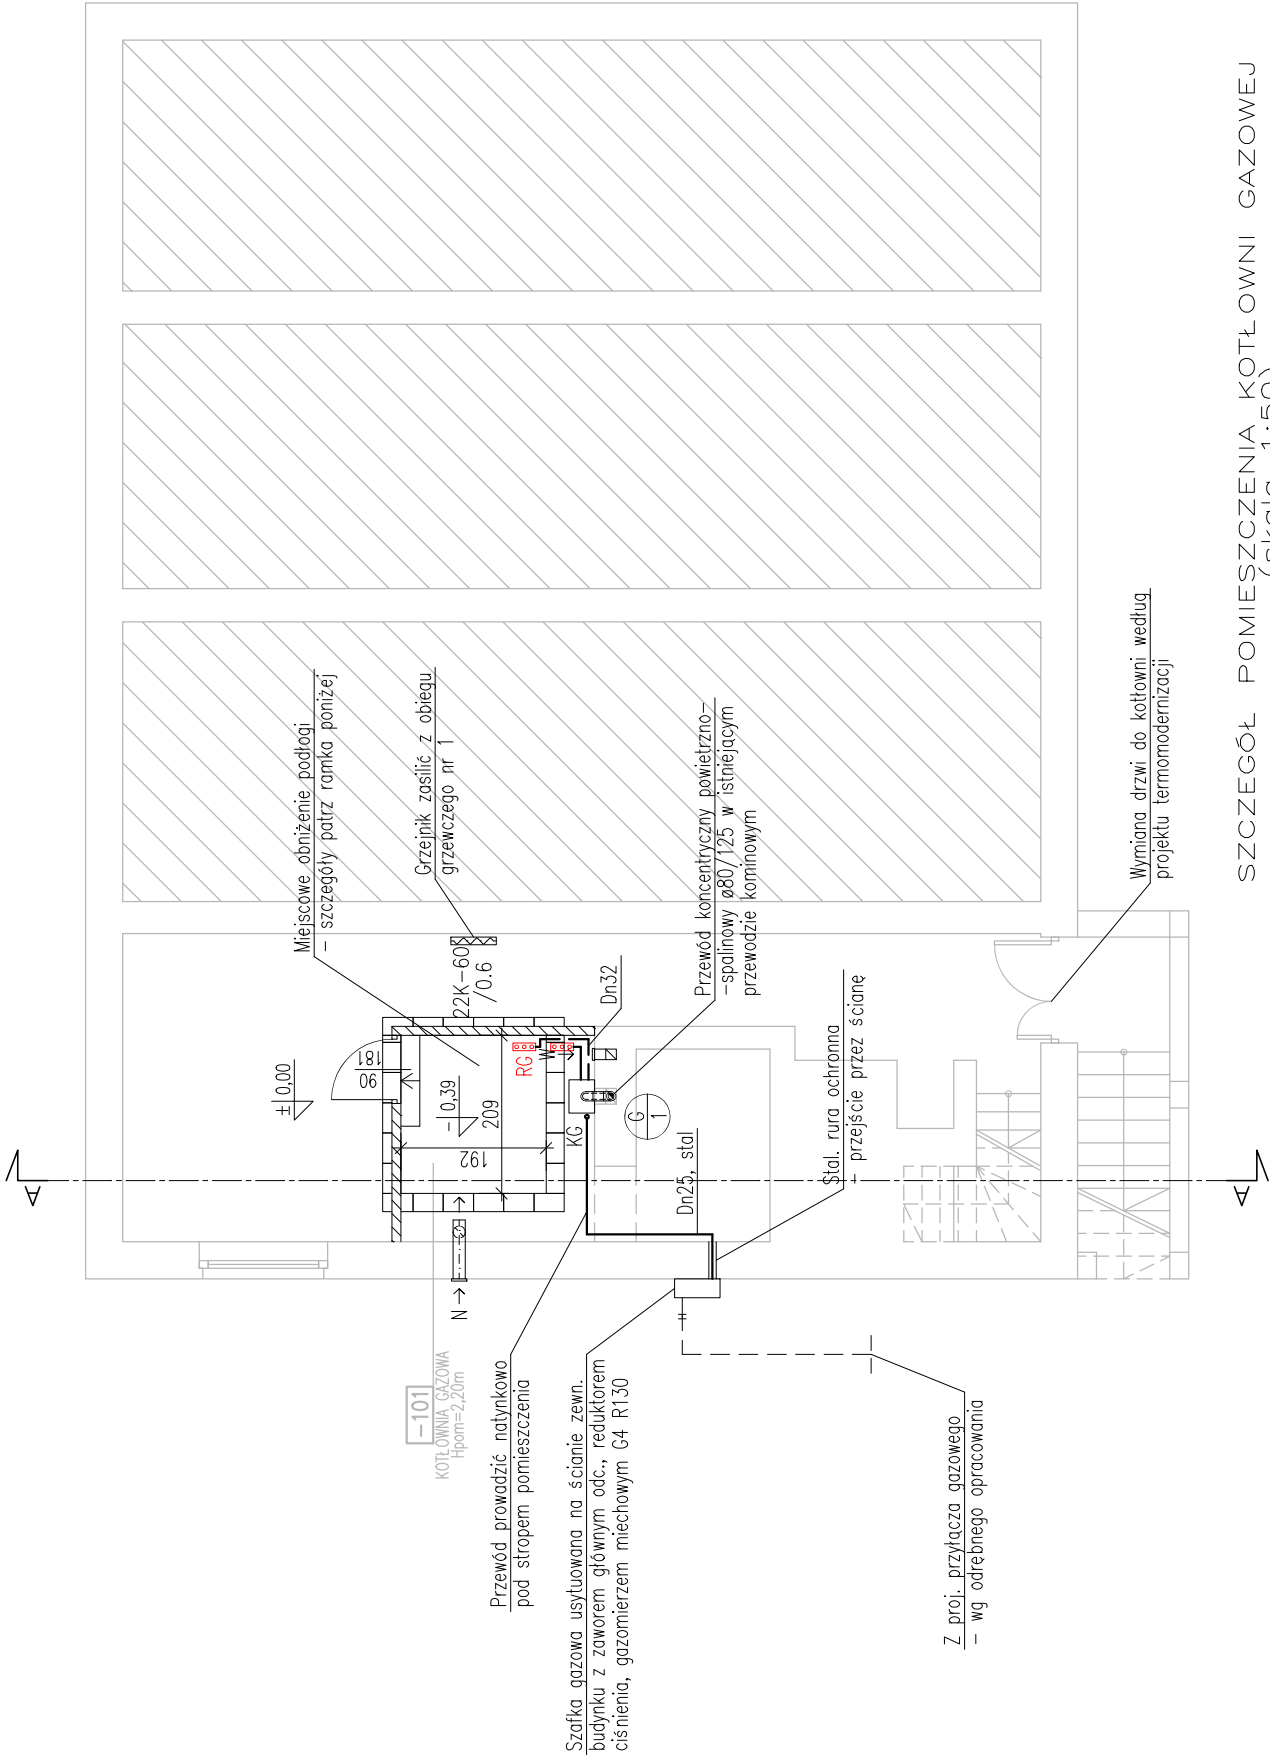 Miejscowe obniżenie podłogi
- szczegóły patrz ramka poniżej
Grzejnik zasilić z obiegu
grzewczego nr 1
± 0,00
90
181
22K-60
/0.6
-0,39
209
192
RG
KG
Dn32
G
1
Przewód koncentryczny powietrzno-
-spalinowy ø80/125 w istniejącym
przewodzie kominowym
Dn25, stal
Stal. rura ochronna
- przejście przez ścianę
Wymiana drzwi do kotłowni według
projektu termomodernizacji
A
A
N
-101
KOTŁOWNIA GAZOWA
Hpom=2,20m
Przewód prowadzić natynkowo
pod stropem pomieszczenia
Szafka gazowa usytuowana na ścianie zewn.
budynku z zaworem głównym odc., reduktorem
ciśnienia, gazomierzem miechowym G4 R130
Z proj. przyłącza gazowego
- wg odrębnego opracowania
SZCZEGÓŁ POMIESZCZENIA KOTŁOWNI GAZOWEJ
(skala 1:50)